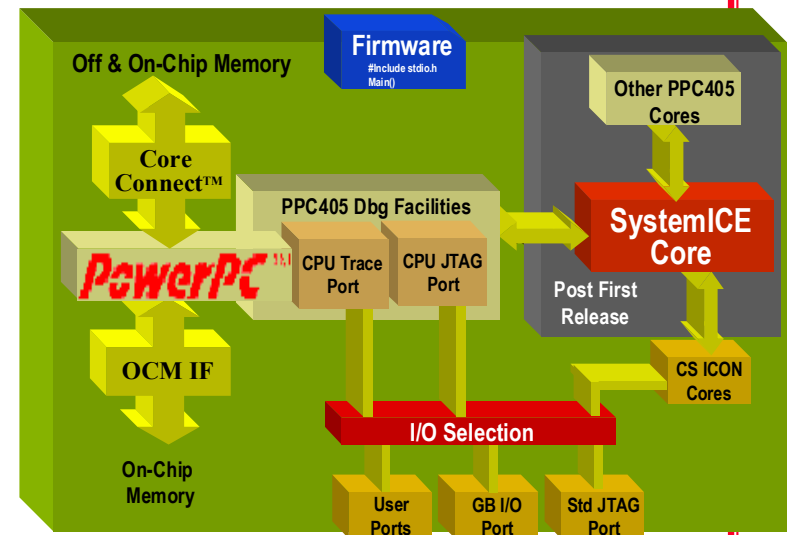 Firmware
#Include stdio.h
Main()
Off & On-Chip Memory
Other PPC405
Cores
Core
Connect™
PPC405 Dbg Facilities
SystemICE
Core
PowerPC
CPU Trace
Port
CPU JTAG
Port
Post First
Release
OCM IF
CS ICON
Cores
I/O Selection
On-Chip
Memory
User
Ports
GB I/O
Port
Std JTAG
Port